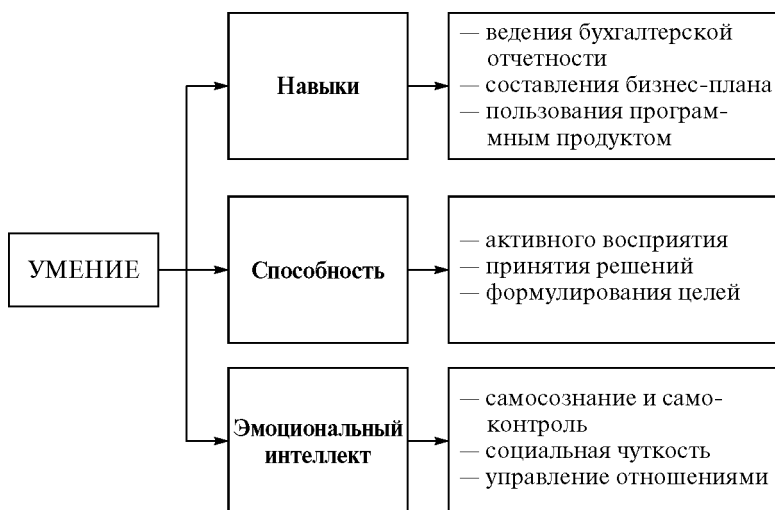 Навыки
— ведения бухгалтерской
отчетности
— составления бизнес-плана
— пользования програм-
мным продуктом
УМЕНИЕ
Способность
— активного восприятия
— принятия решений
— формулирования целей
Эмоциональный
интеллект
— самосознание и само-
контроль
— социальная чуткость
— управление отношениями